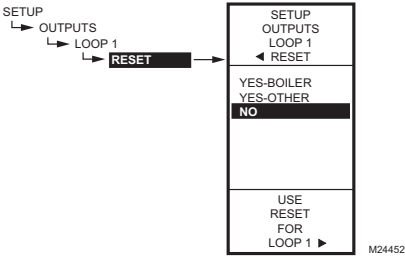 SETUP
OUTPUTS
LOOP 1
RESET
SETUP
OUTPUTS
LOOP 1
◄ RESET
YES-BOILER
YES-OTHER
NO
USE
RESET
FOR
LOOP 1 ►
M24452